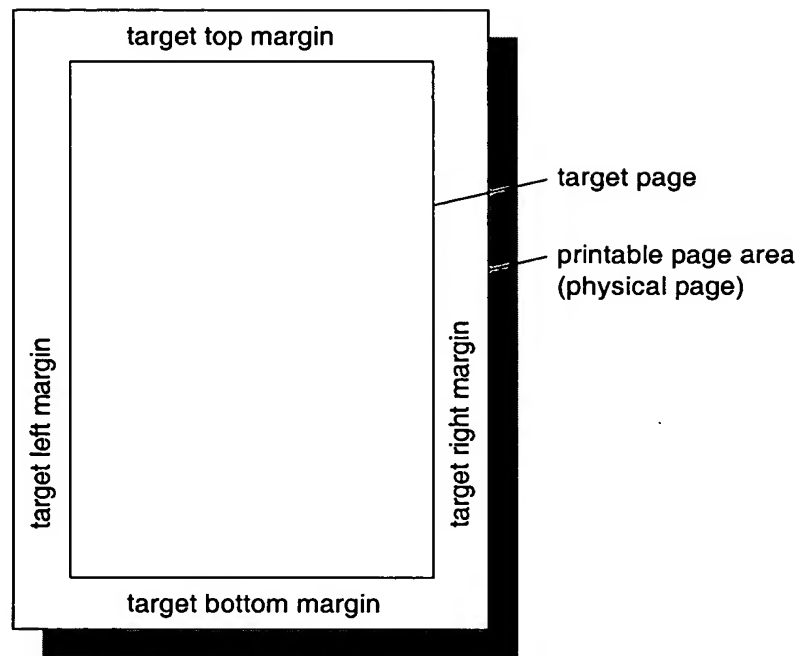 target top margin
target page
printable page area
(physical page)
target left margin
target right margin
target bottom margin